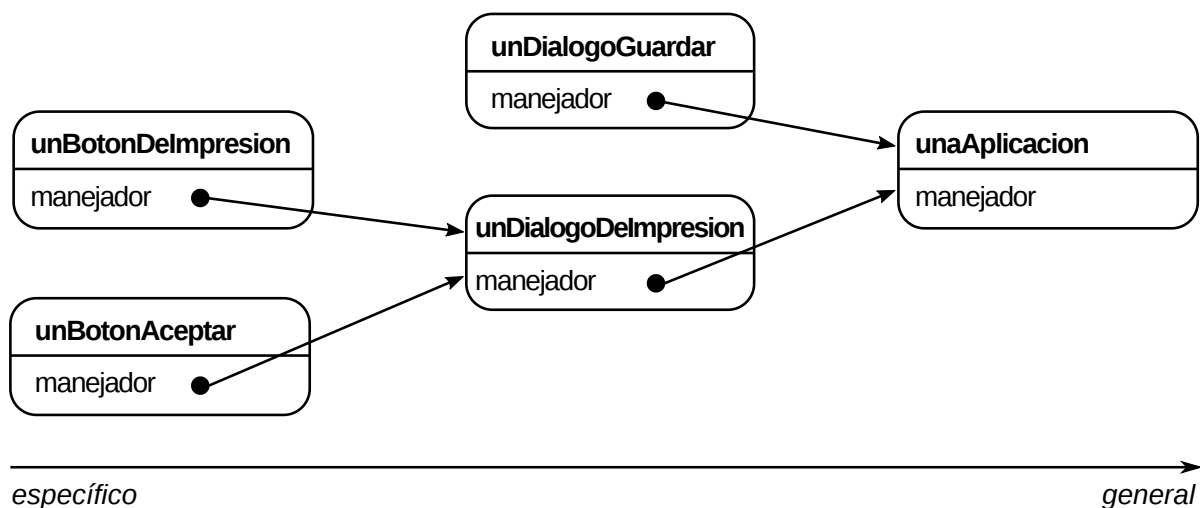 unDialogoGuardar
manejador
unBotonDeImpresion
manejador
unaAplicacion
manejador
unDialogoDeImpresion
manejador
unBotonAceptar
manejador
específico
general